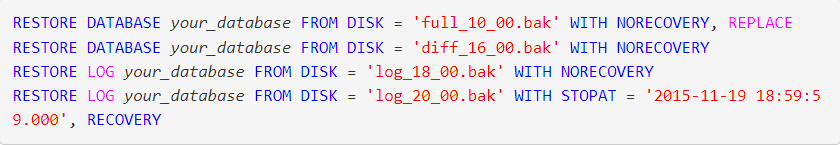 RESTORE DATABASE your_database FROM DISK = 'full_10_00.bak' WITH NORECOVERY, REPLACE
RESTORE DATABASE your_database FROM DISK = 'diff_16_00.bak' WITH NORECOVERY
RESTORE LOG your_database FROM DISK = 'log_18_00.bak' WITH NORECOVERY
RESTORE LOG your_database FROM DISK = 'log_20_00.bak' WITH STOPAT = '2015-11-19 18:59:5
9.000', RECOVERY